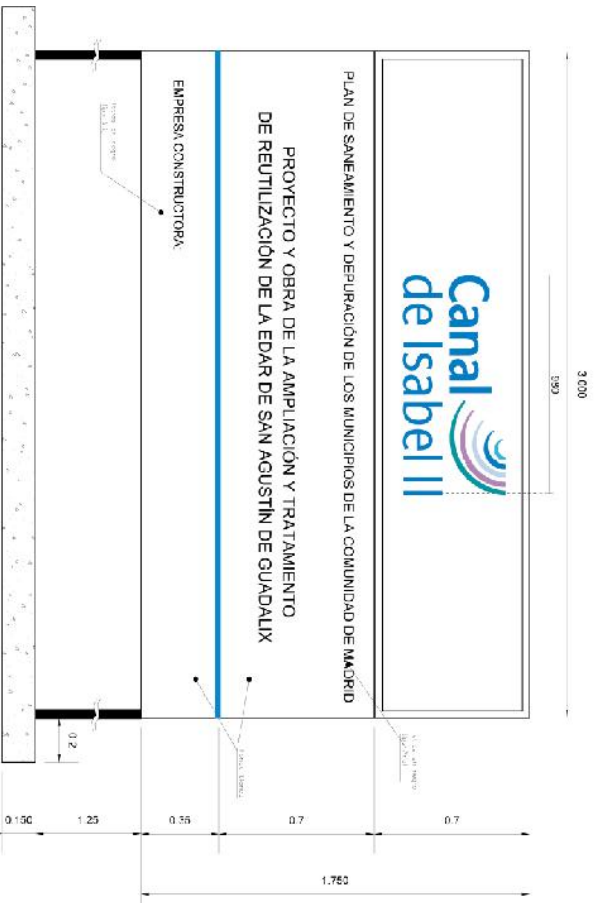 3.000
980
Canal
de Isabel II
PLAN DE SANEAMIENTO Y DEPURACIÓN DE LOS MUNICIPIOS DE LA COMUNIDAD DE MADRID
PROYECTO Y OBRA DE LA AMPLIACIÓN Y TRATAMIENTO
DE REUTILIZACIÓN DE LA EDAR DE SAN AGUSTÍN DE GUADALIX
EMPRESA CONSTRUCTORA:
0.7
0.7
0.35
1.25
0.150
1.750
0.2